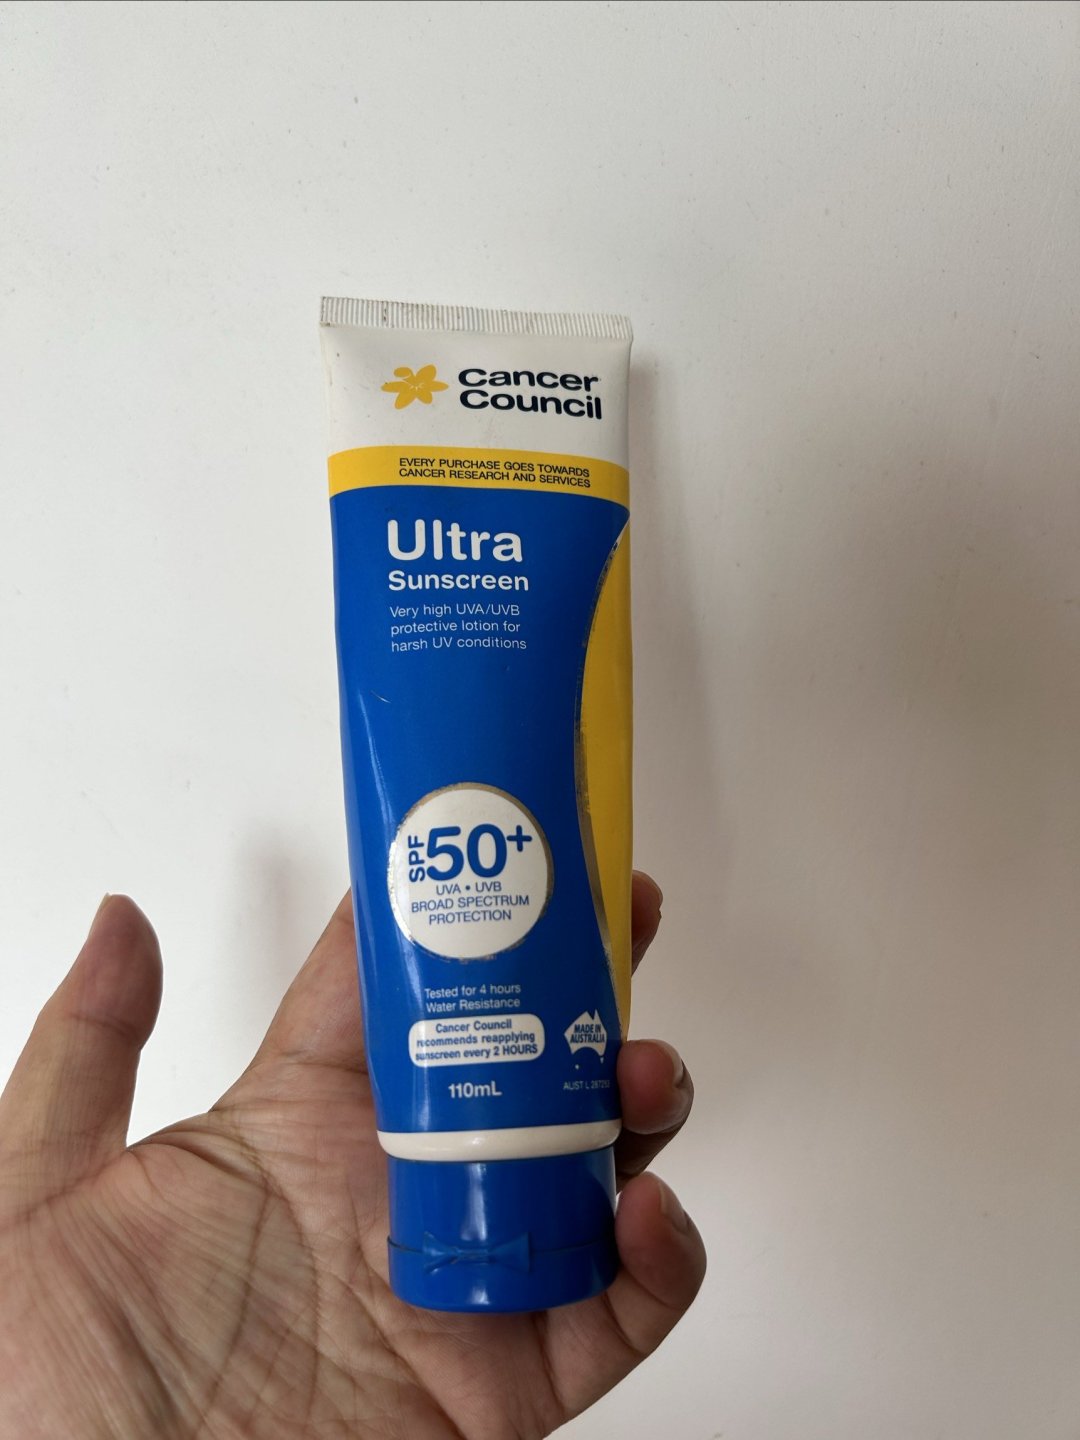 Cancer
Council
EVERY PURCHASE GOES TOWARDS
CANCER RESEARCH AND SERVICES
Ultra
Sunscreen
Very high UVA/UVB
protective lotion for
harsh UV conditions
SPF 50+
UVA • UVB
BROAD SPECTRUM
PROTECTION
Tested for 4 hours
Water Resistance
Cancer Council
recommends reapplying
sunscreen every 2 HOURS
110mL
MADE IN
AUSTRALIA
AUST L